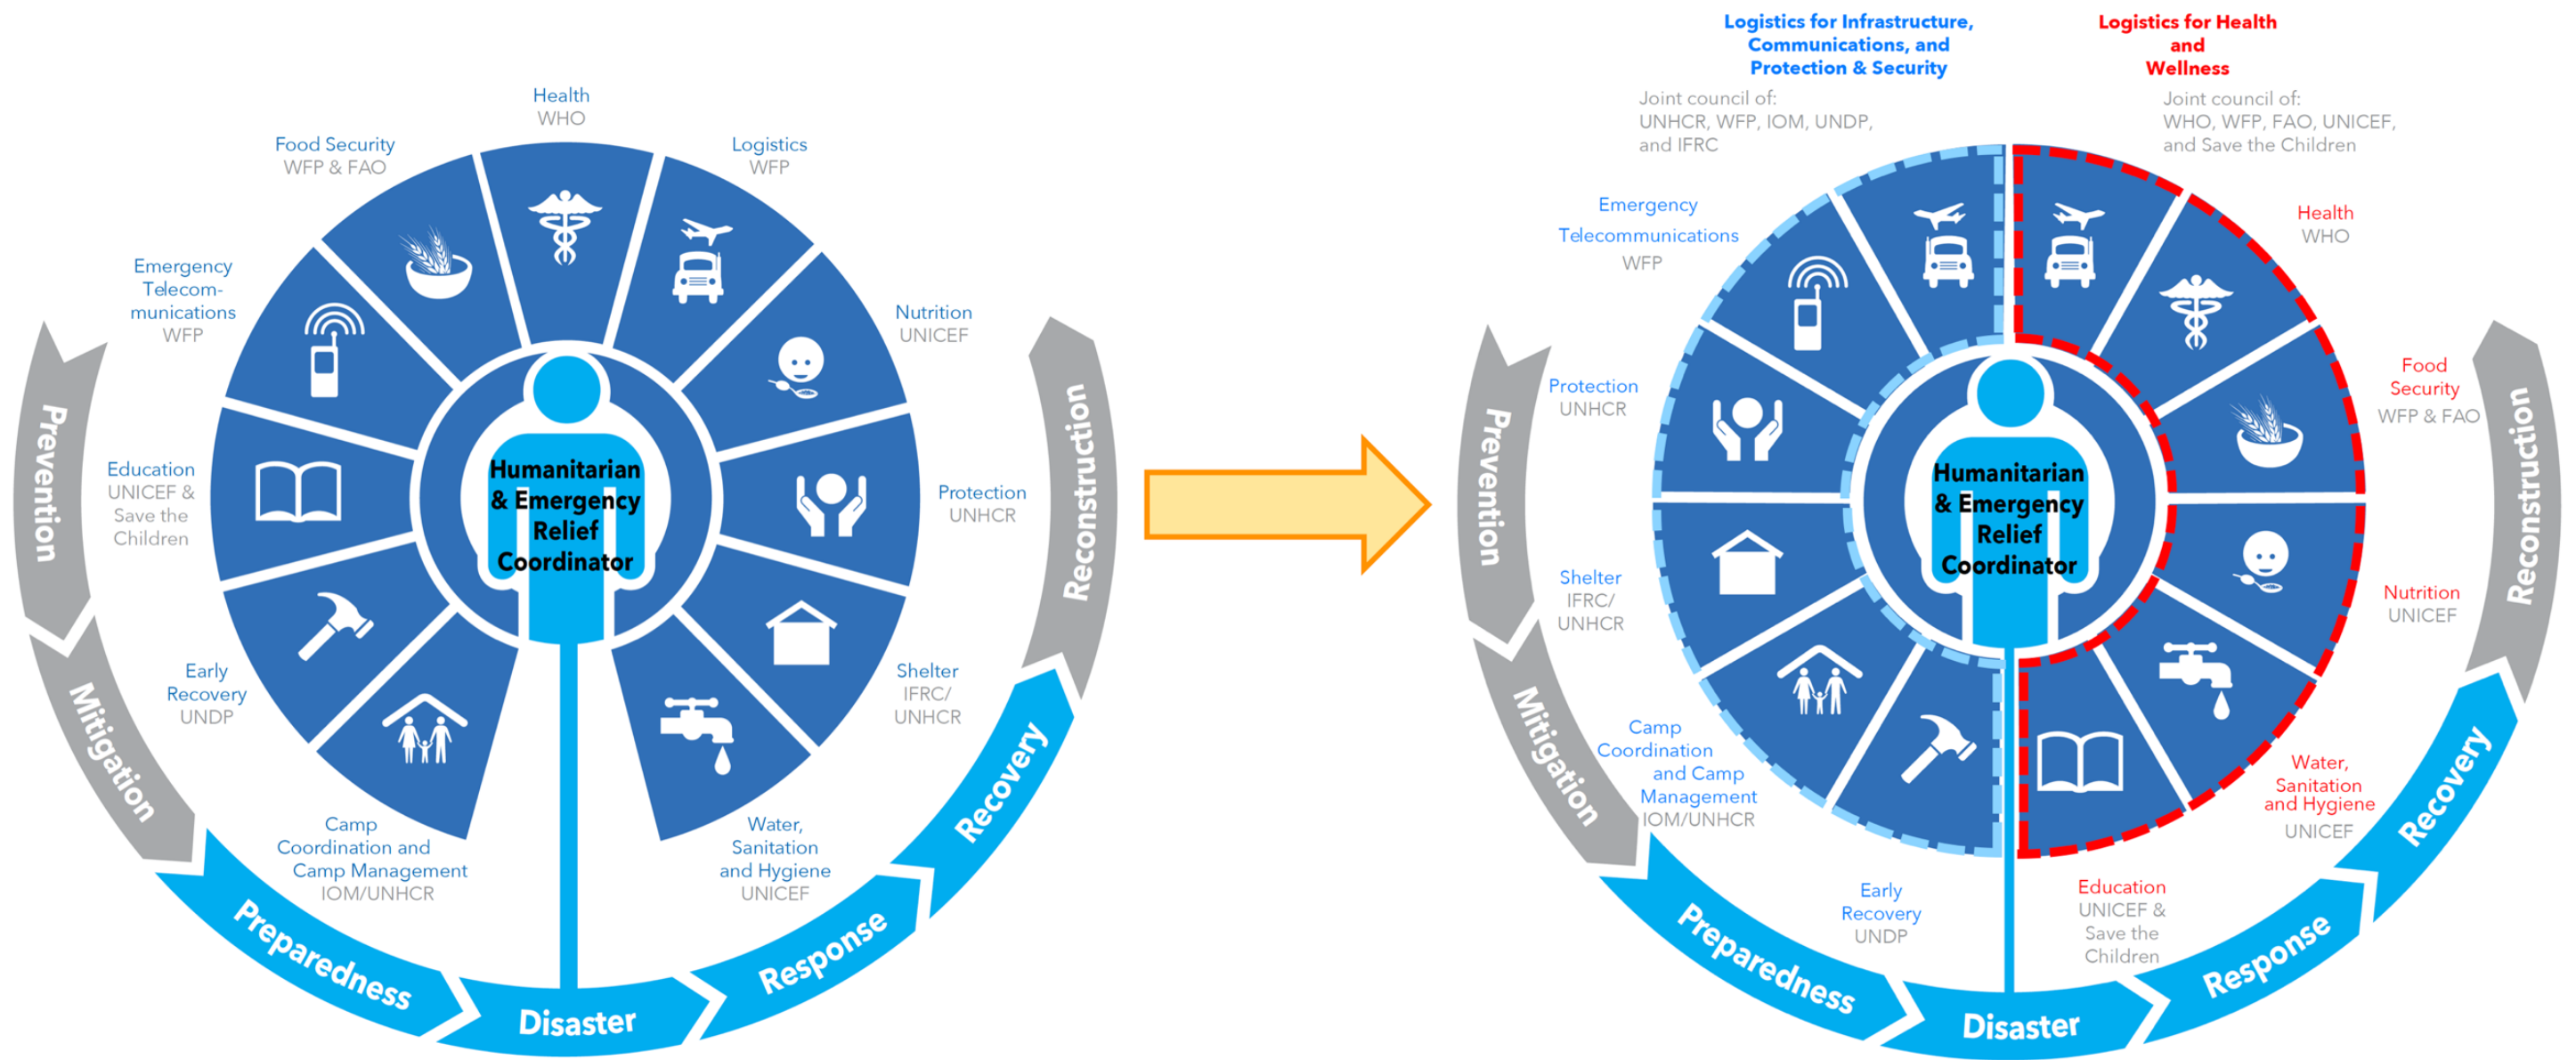 Health
WHO
Food Security
WFP & FAO
Logistics
WFP
Emergency
Telecom-
munications
WFP
Nutrition
UNICEF
Education
UNICEF &
Save the
Children
Protection
UNHCR
Early
Recovery
UNDP
Shelter
IFRC/
UNHCR
Camp
Coordination and
Camp Management
IOM/UNHCR
Water,
Sanitation
and Hygiene
UNICEF
Humanitarian
& Emergency
Relief
Coordinator
Prevention
Mitigation
Preparedness
Disaster
Response
Recovery
Reconstruction
Logistics for Infrastructure,
Communications, and
Protection & Security
Joint council of:
UNHCR, WFP, IOM, UNDP,
and IFRC
Logistics for Health
and
Wellness
Joint council of:
WHO, WFP, FAO, UNICEF,
and Save the Children
Emergency
Telecommunications
WFP
Health
WHO
Protection
UNHCR
Food
Security
WFP & FAO
Shelter
IFRC/
UNHCR
Nutrition
UNICEF
Camp
Coordination
and Camp
Management
IOM/UNHCR
Water,
Sanitation
and Hygiene
UNICEF
Early
Recovery
UNDP
Education
UNICEF &
Save the
Children
Humanitarian
& Emergency
Relief
Coordinator
Prevention
Mitigation
Preparedness
Disaster
Response
Recovery
Reconstruction